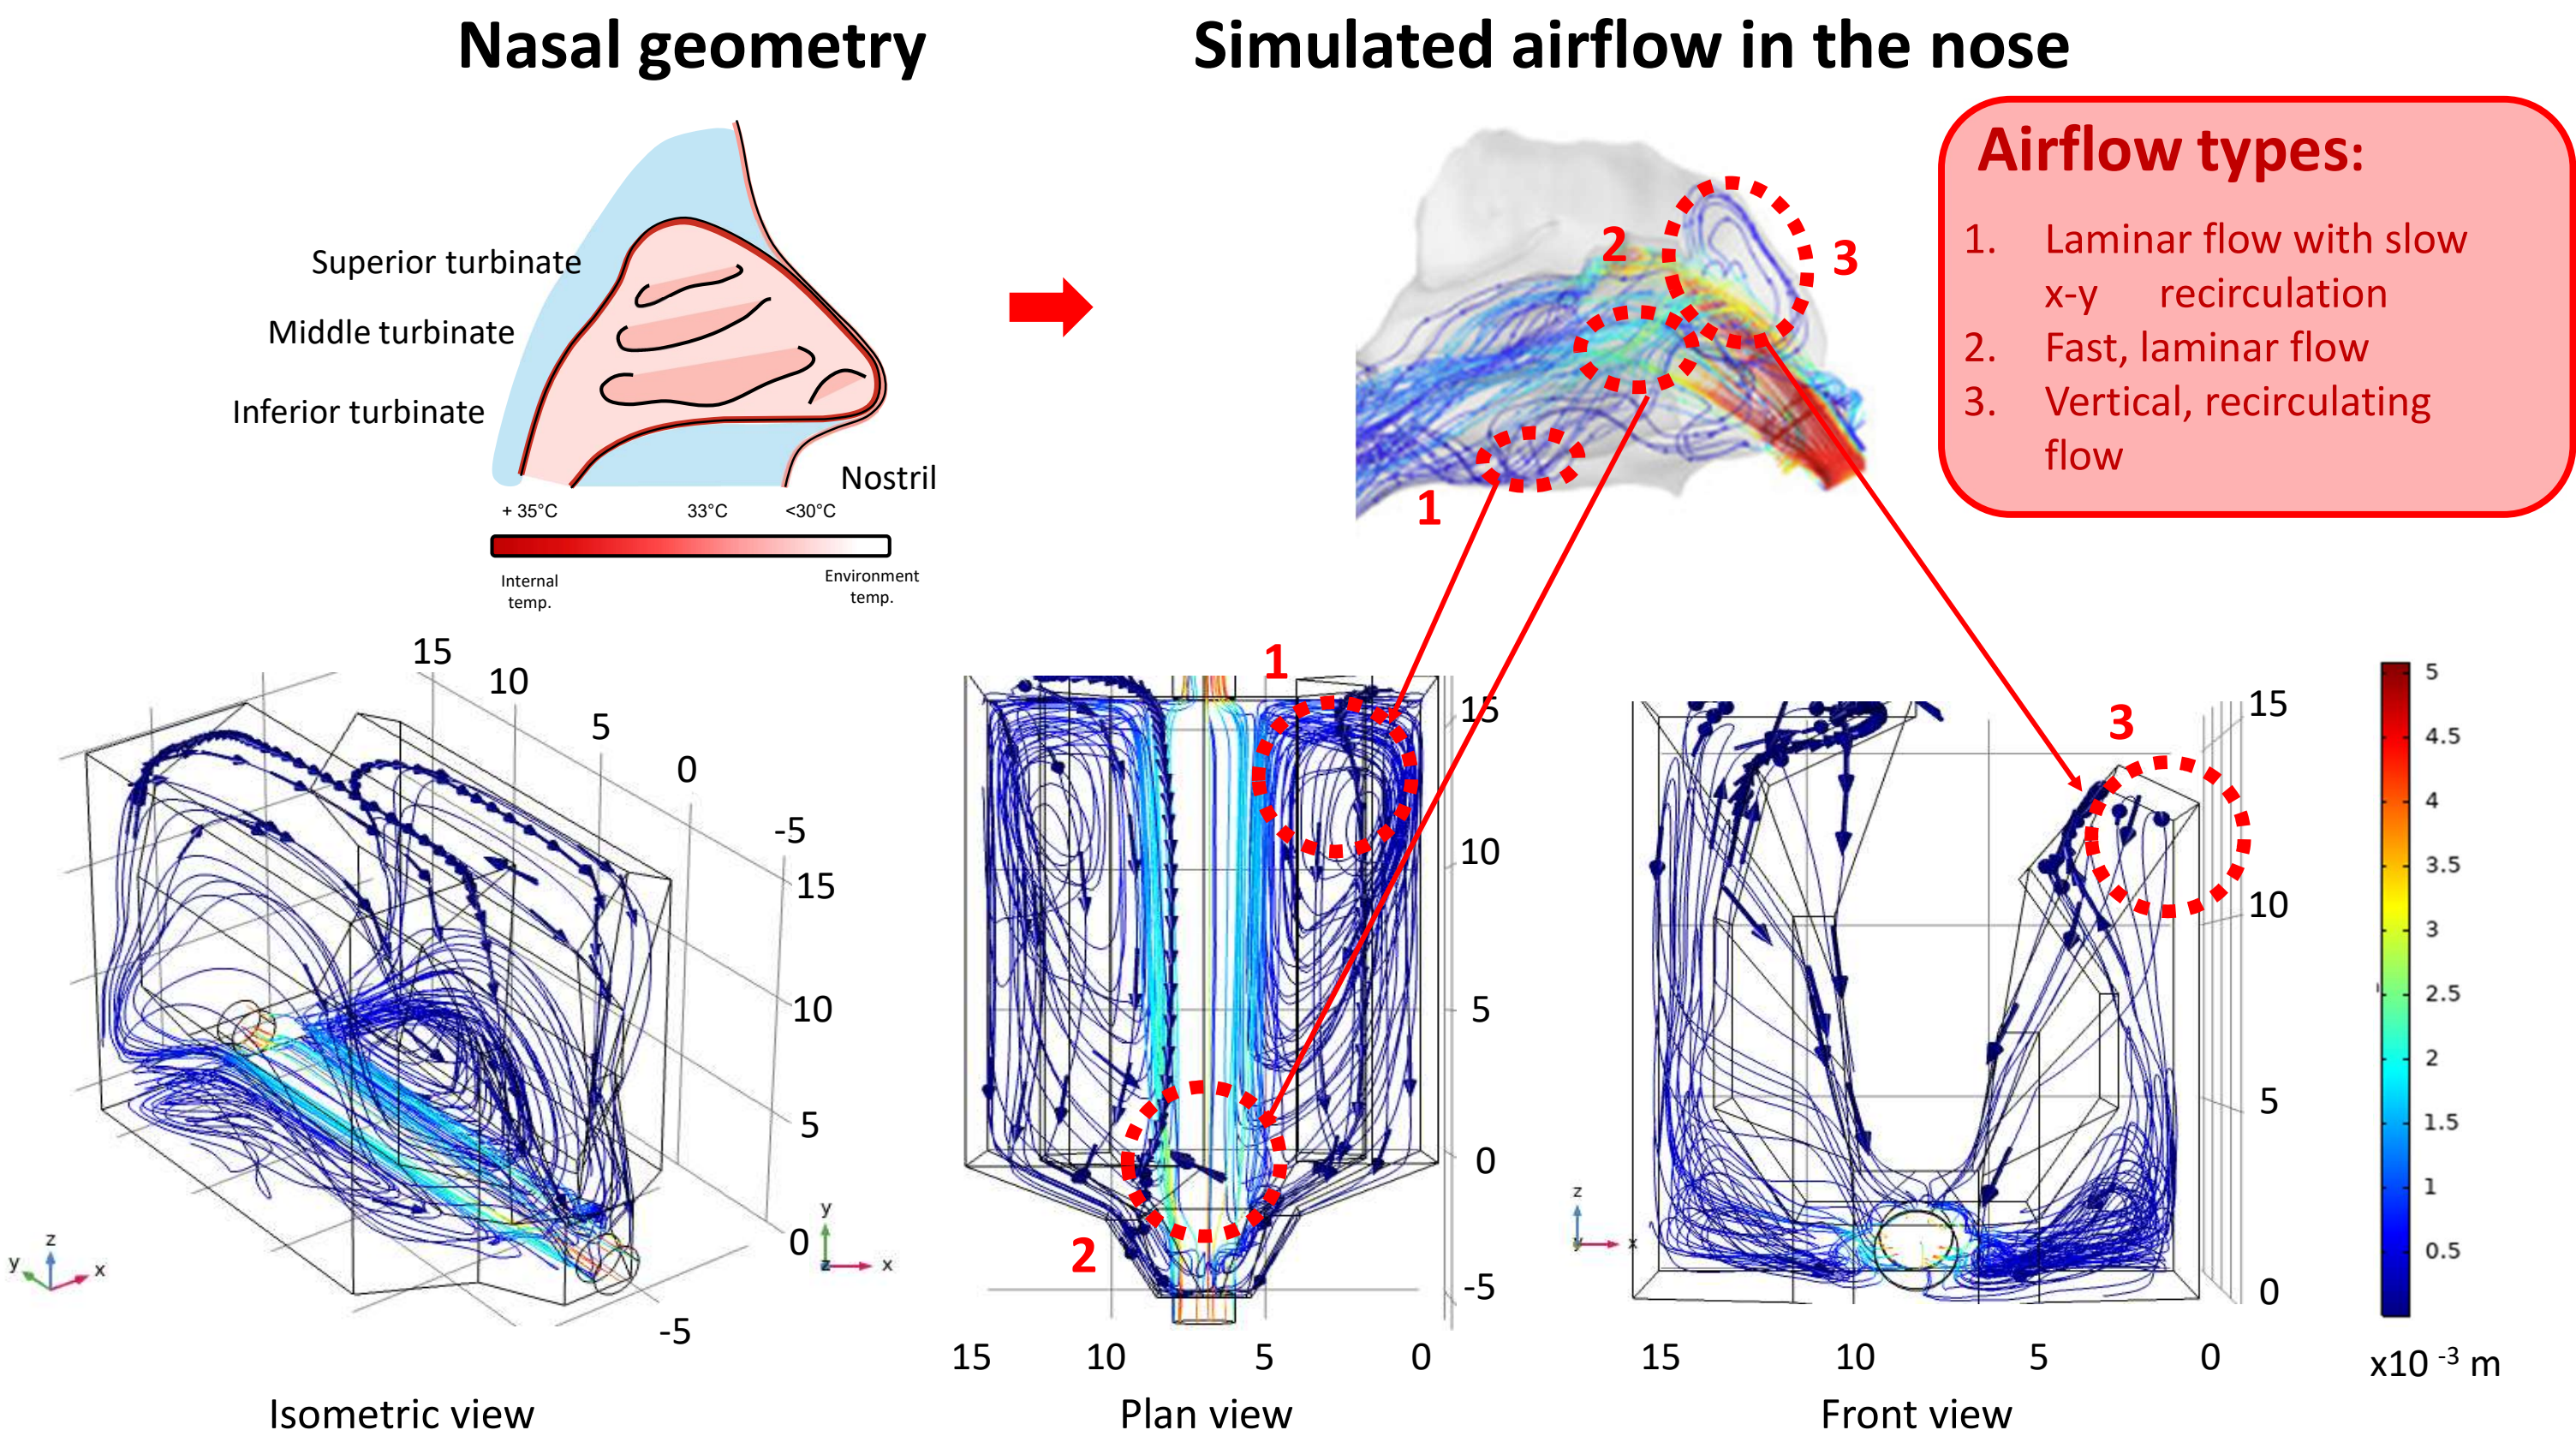 Nasal geometry
Simulated airflow in the nose
Superior turbinate
Middle turbinate
Inferior turbinate
Nostril
+ 35°C
33°C
<30°C
Internal
temp.
Environment
temp.
2
3
1
Airflow types:
1. Laminar flow with slow
x-y recirculation
2. Fast, laminar flow
3. Vertical, recirculating
flow
15
10
5
0
-5
15
10
5
0
-5
z
y
x
Isometric view
1
2
15
10
5
0
-5
15
10
5
0
y
z
x
Plan view
3
15
10
5
0
15
10
5
0
z
y
x
Front view
5
4.5
4
3.5
3
2.5
2
1.5
1
0.5
x10 -3 m